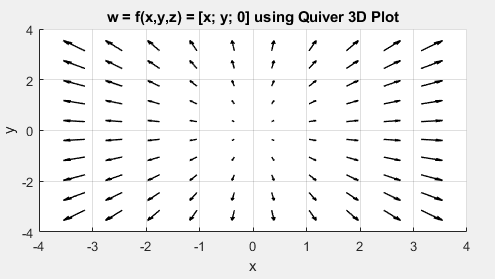 w = f(x,y,z) = [x; y; 0] using Quiver 3D Plot
4
2
0
-2
-4
y
-4 -3 -2 -1 0 1 2 3 4
x